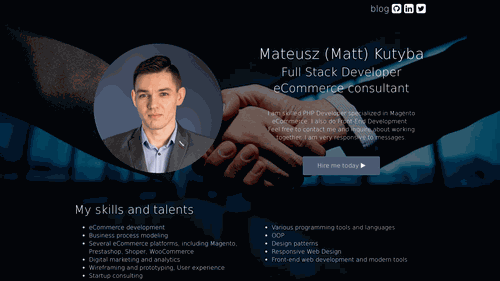 blog
Mateusz (Matt) Kutyba
Full Stack Developer
eCommerce consultant
I am skilled PHP Developer specialized in Magento
eCommerce. I also do Front-End Development.
Feel free to contact me and inquire about working
together. I am very responsive to messages.
Hire me today
My skills and talents
eCommerce development
Business process modeling
Several eCommerce platforms, including Magento,
Prestashop, Shoper, WooCommerce
Digital marketing and analytics
Wireframing and prototyping, User experience
Startup consulting
Various programming tools and languages
OOP
Design patterns
Responsive Web Design
Front-end web development and modern tools